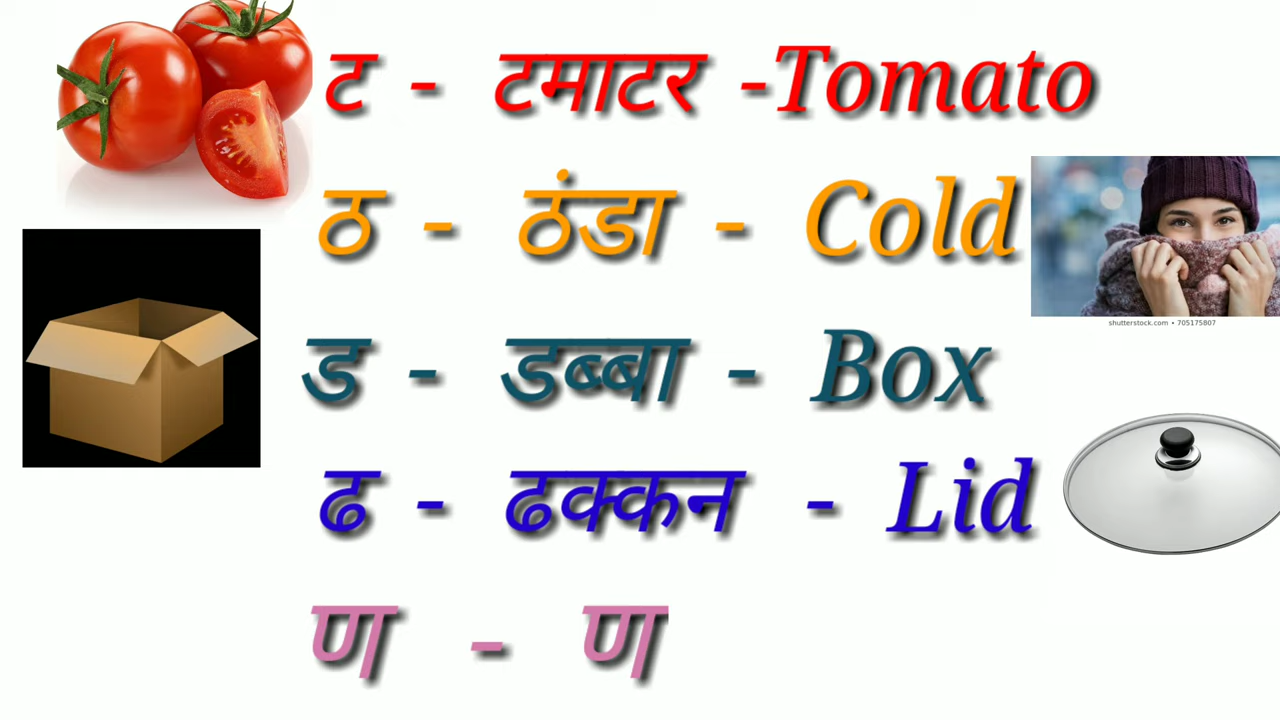 ट - टमाटर -Tomato
ठ - ठंडा - Cold
shutterstock.com • 705175807
ड - डब्बा - Box
ढ - ढक्कन - Lid
ण - ण